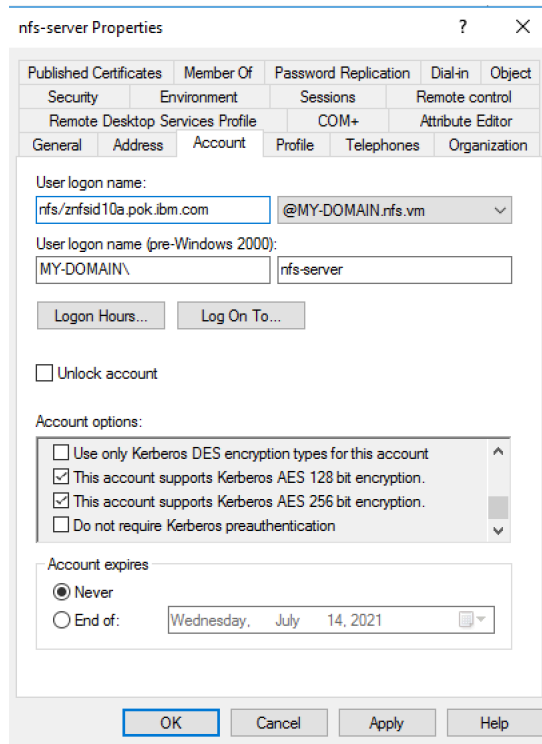 nfs-server Properties ?
Published Certificates Member Of Password Replication Dial-in Object
Security Environment Sessions Remote control
Remote Desktop Services Profile COM+ Attribute Editor
General Address Account Profile Telephones Organization
User logon name:
nfs/znfsid10a.pok.ibm.com @MY-DOMAIN.nfs.vm
User logon name (pre-Windows 2000):
MY-DOMAIN\ nfs-server
Logon Hours... Log On To...
Unlock account
Account options:
Use only Kerberos DES encryption types for this account
This account supports Kerberos AES 128 bit encryption.
This account supports Kerberos AES 256 bit encryption.
Do not require Kerberos preauthentication
Account expires
Never
End of: Wednesday, July 14, 2021
OK Cancel Apply Help